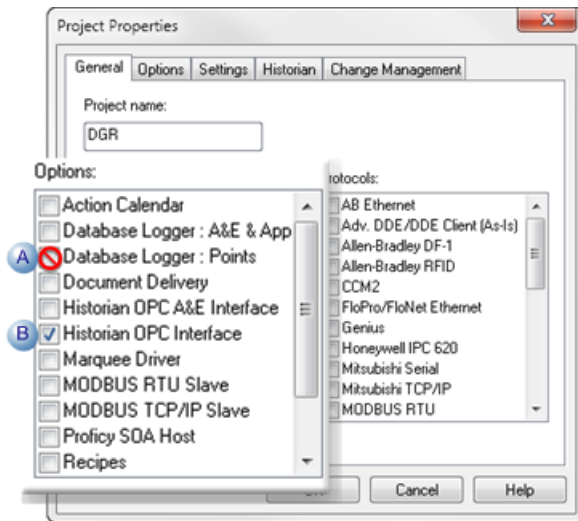 Project Properties
x
General Options Settings Historian Change Management
Project name:
DGR
Options:
Action Calendar
Database Logger : A&E & App
A Database Logger : Points
Document Delivery
Historian OPC A&E Interface
B Historian OPC Interface
Marquee Driver
MODBUS RTU Slave
MODBUS TCP/IP Slave
Proficy SOA Host
Recipes
rotocols:
AB Ethernet
Adv. DDE/DDE Client (As-Is)
Allen-Bradley DF-1
Allen-Bradley RFID
CCM2
FloPro/FloNet Ethernet
Genius
Honeywell IPC 620
Mitsubishi Serial
Mitsubishi TCP/IP
MODBUS RTU
Cancel Help